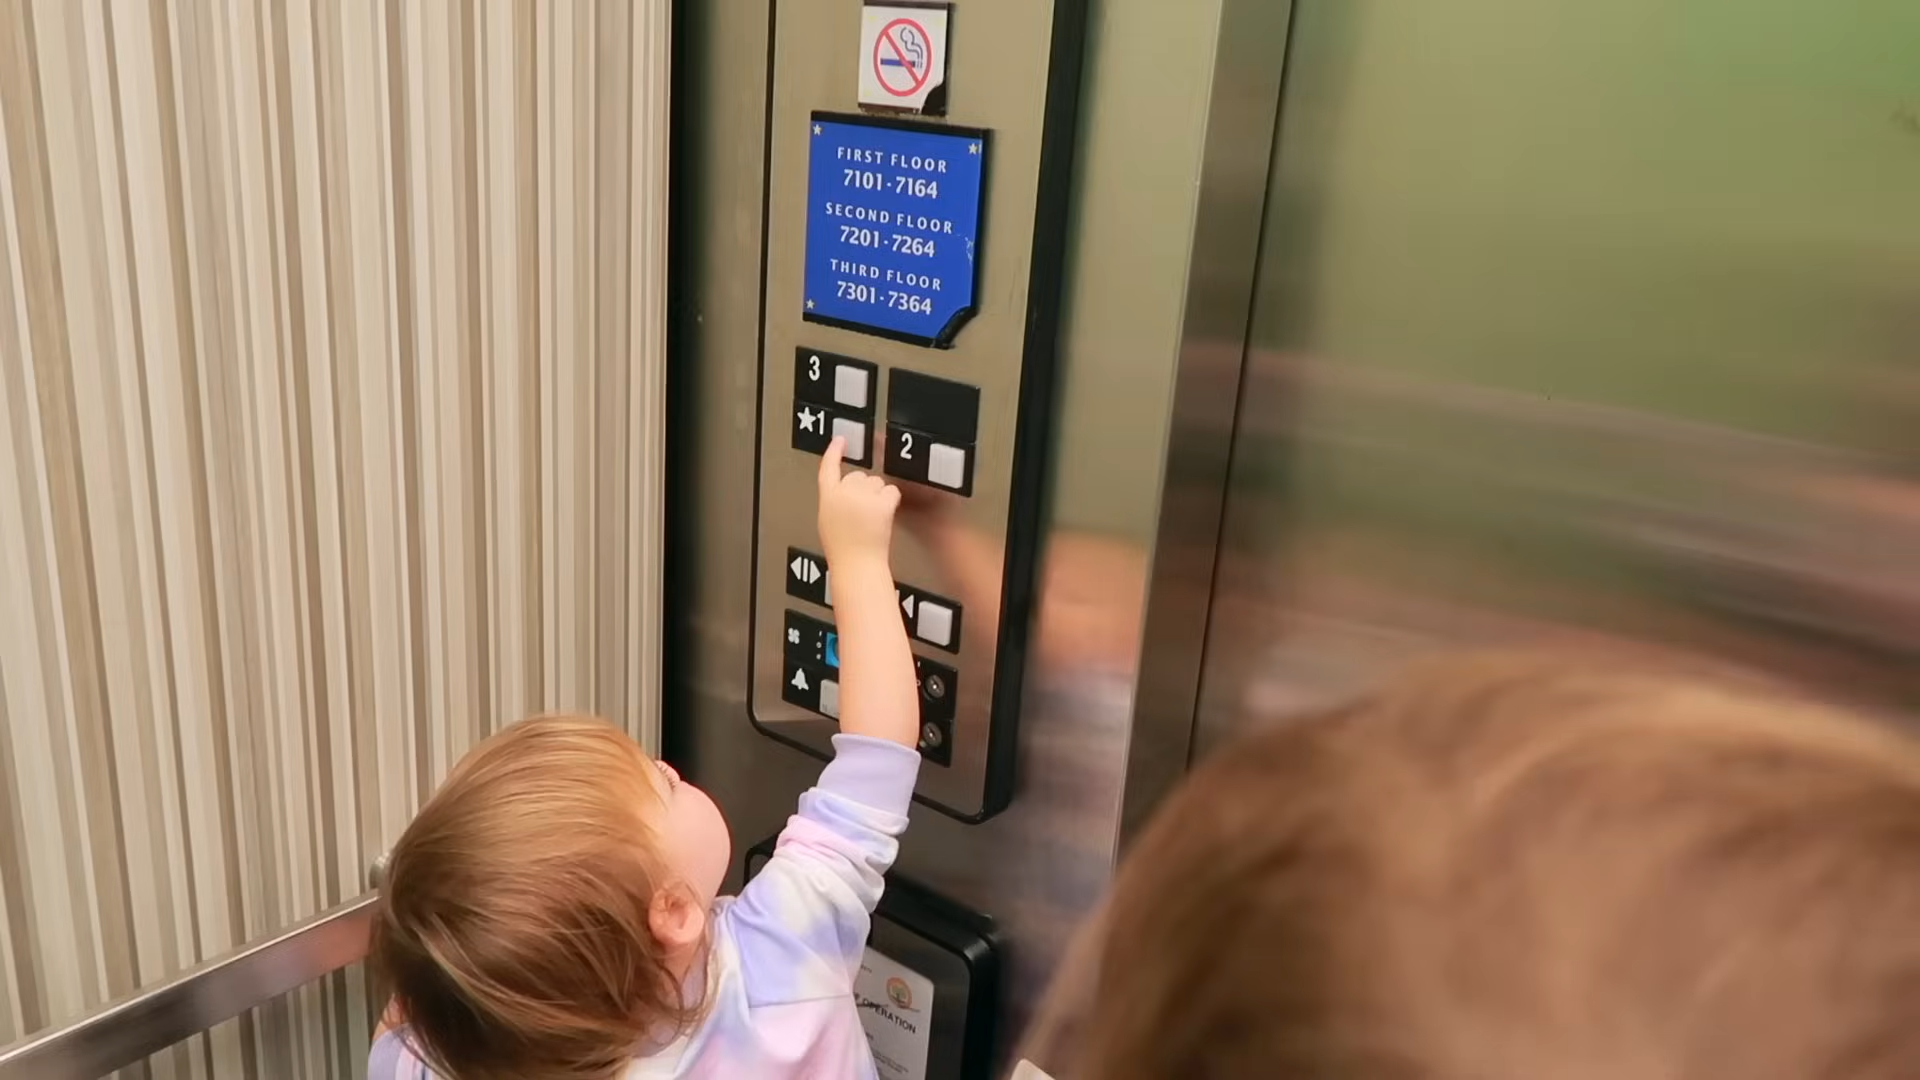 FIRST FLOOR
7101·7164
SECOND FLOOR
7201·7264
THIRD FLOOR
7301·7364
3
★1
2
OPERATION